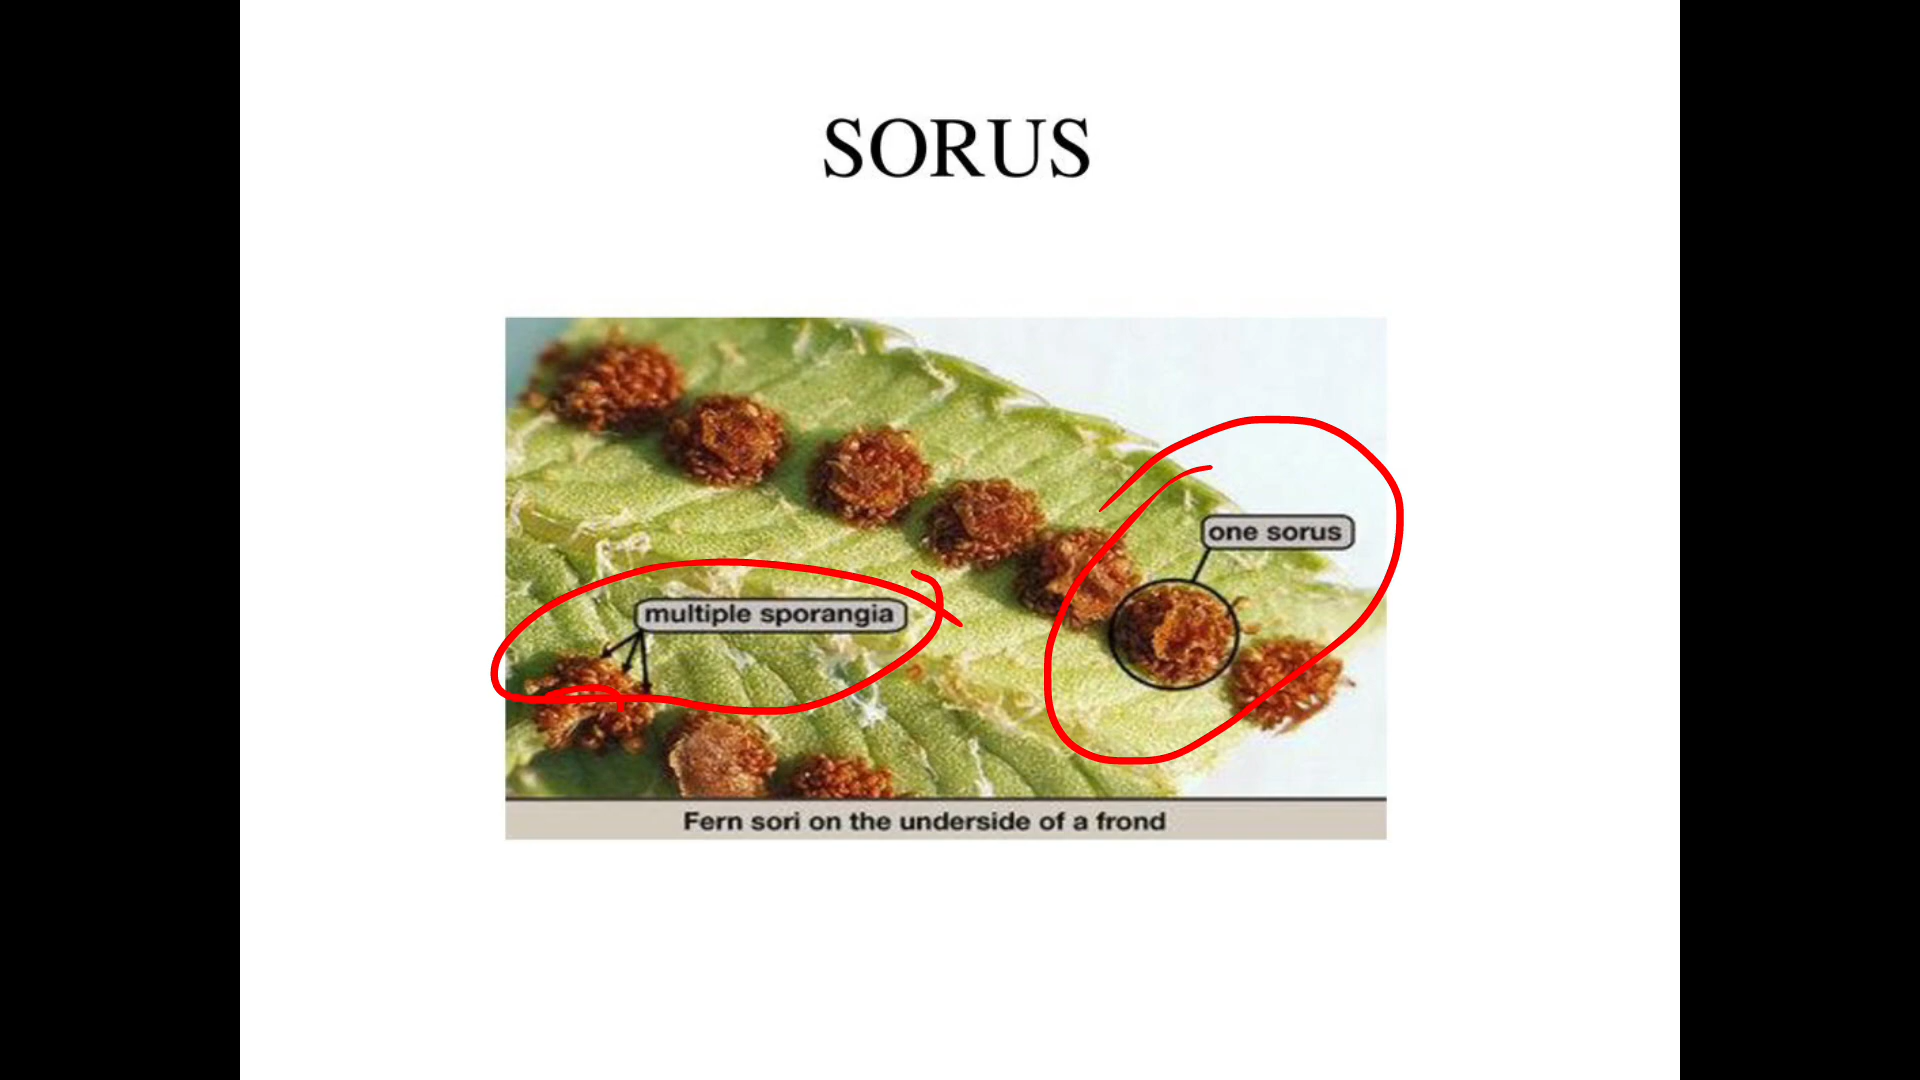 SORUS
one sorus
multiple sporangia
Fern sori on the underside of a frond